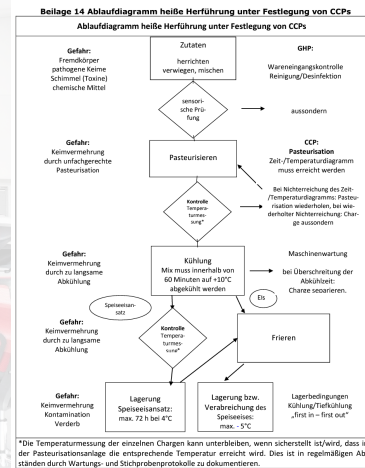 Beilage 14 Ablaufdiagramm heiße Herführung unter Festlegung von CCPs
Ablaufdiagramm heiße Herführung unter Festlegung von CCPs
Gefahr:
Fremdkörper
pathogene Keime
Schimmel (Toxine)
chemische Mittel
Zutaten
herrichten
verwiegen, mischen
GHP:
Wareneingangskontrolle
Reinigung/Desinfektion
sensori-
sche Prü-
fung
aussondern
Gefahr:
Keimvermehrung
durch unfachgerechte
Pasteurisation
Pasteurisieren
CCP:
Pasteurisation
Zeit-/Temperaturdiagramm
muss erreicht werden
Kontrolle
Tempera-
turmes-
sung*
Bei Nichterreichung des Zeit-
/Temperaturdiagramms: Pasteu-
risation wiederholen, bei wie-
derholter Nichterreichung: Char-
ge aussondern
Gefahr:
Keimvermehrung
durch zu langsame
Abkühlung
Kühlung
Mix muss innerhalb von
60 Minuten auf +10°C
abgekühlt werden
Maschinenwartung
bei Überschreitung der
Abkühlzeit:
Charge separieren.
Speiseeisan-
satz
Eis
Gefahr:
Keimvermehrung
durch zu langsame
Abkühlung
Kontrolle
Tempera-
turmes-
sung*
Frieren
Gefahr:
Keimvermehrung
Kontamination
Verderb
Lagerung
Speiseeisansatz:
max. 72 h bei 4°C
Lagerung bzw.
Verabreichung des
Speiseeises:
max. - 5°C
Lagerbedingungen
Kühlung/Tiefkühlung
„first in – first out"
*Die Temperaturmessung der einzelnen Chargen kann unterbleiben, wenn sichergestellt ist/wird, dass in
der Pasteurisationsanlage die entsprechende Temperatur erreicht wird. Dies ist in regelmäßigen Ab-
ständen durch Wartungs- und Stichprobenprotokolle zu dokumentieren.